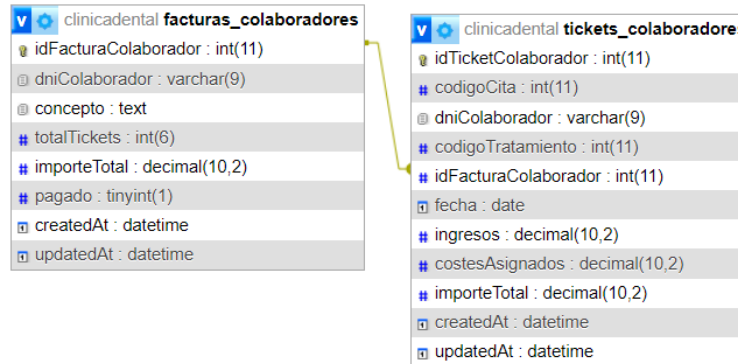 clinicadental facturas_colaboradores
idFacturaColaborador : int(11)
dniColaborador : varchar(9)
concepto : text
totalTickets : int(6)
importeTotal : decimal(10,2)
pagado : tinyint(1)
createdAt : datetime
updatedAt : datetime
clinicadental tickets_colaboradores
idTicketColaborador : int(11)
codigoCita : int(11)
dniColaborador : varchar(9)
codigoTratamiento : int(11)
idFacturaColaborador : int(11)
fecha : date
ingresos : decimal(10,2)
costesAsignados : decimal(10,2)
importeTotal : decimal(10,2)
createdAt : datetime
updatedAt : datetime